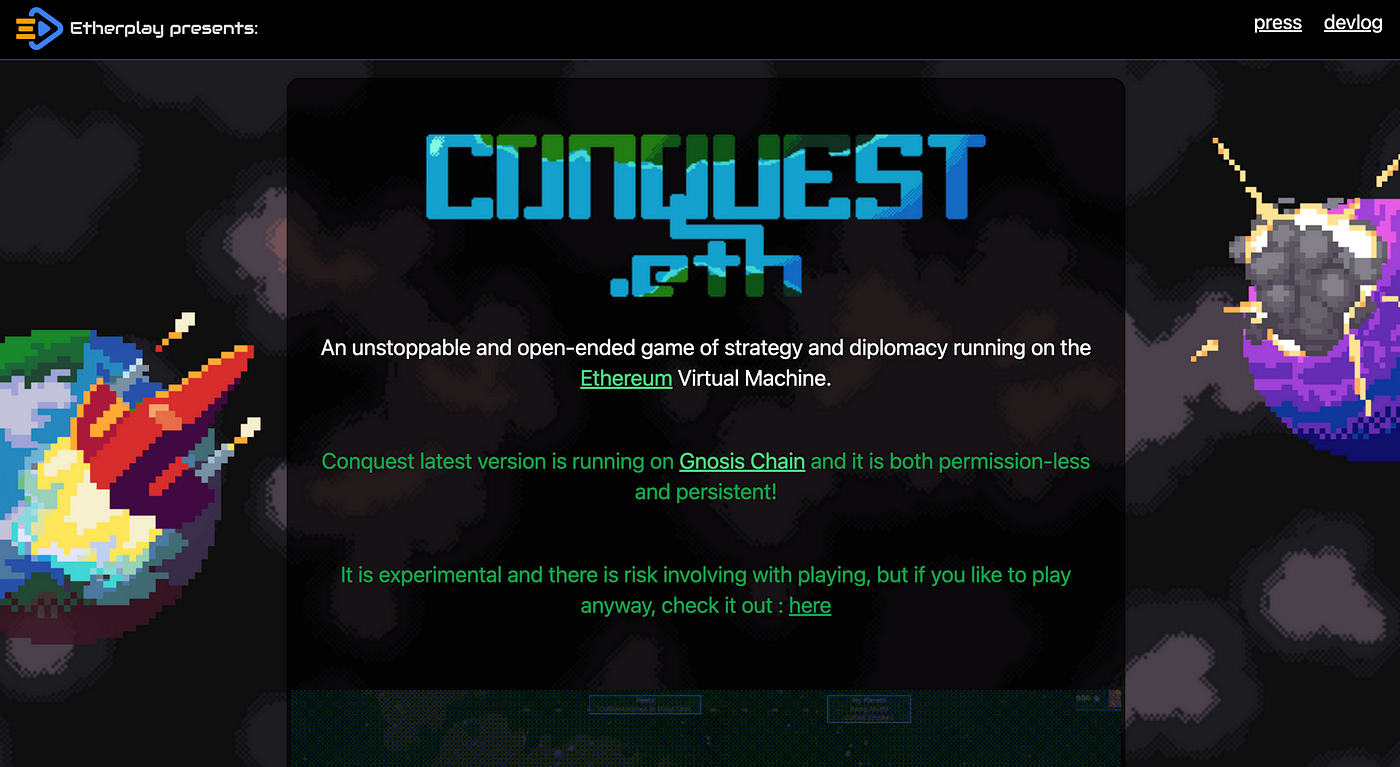 Etherplay presents:
press devlog
CONQUEST
.eth
An unstoppable and open-ended game of strategy and diplomacy running on the
Ethereum Virtual Machine.
Conquest latest version is running on Gnosis Chain and it is both permission-less
and persistent!
It is experimental and there is risk involving with playing, but if you like to play
anyway, check it out : here
My Planets